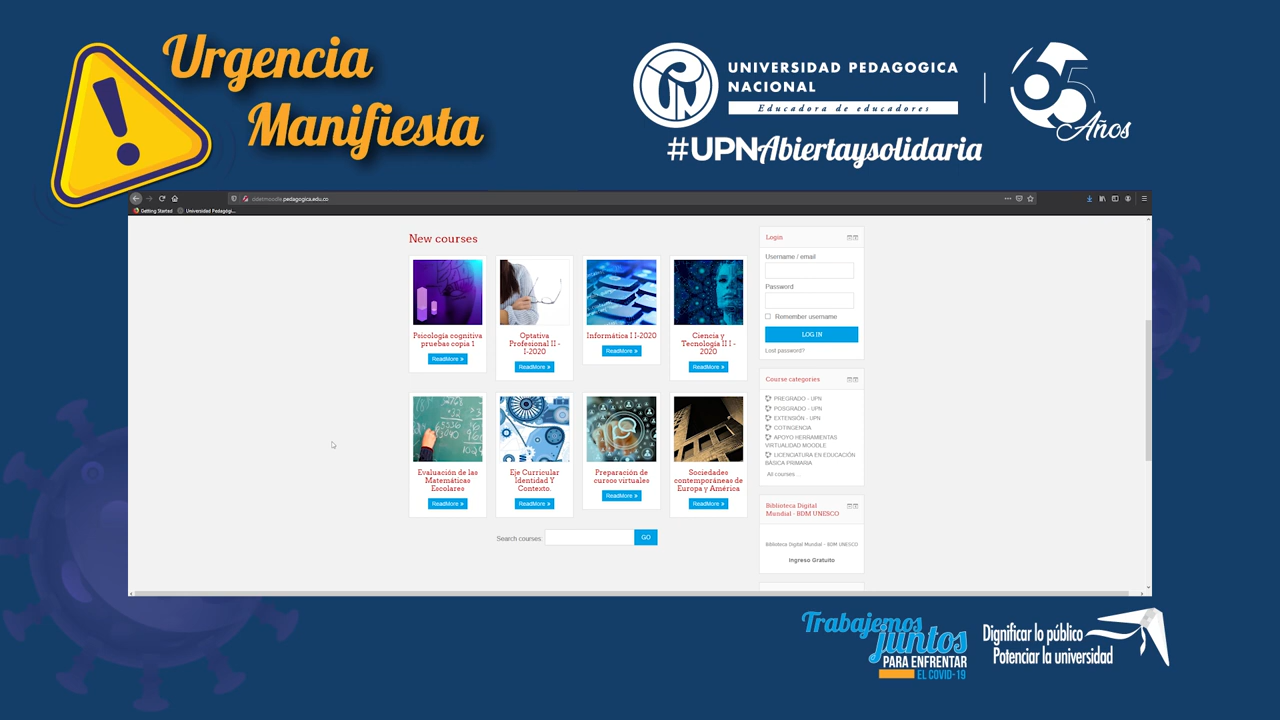 Urgencia
Manifiesta
UNIVERSIDAD PEDAGOGICA
NACIONAL
Educadora de educadores
65
Años
#UPNAbiertaysolidaria
cidetmoodle.pedagogica.edu.co
Getting Started
Universidad Pedagógi...
New courses
Psicología cognitiva
pruebas copia 1
ReadMore »
Optativa
Profesional II -
I-2020
ReadMore »
Informática I I-2020
ReadMore »
Ciencia y
Tecnología II I -
2020
ReadMore »
Evaluación de las
Matemáticas
Escolares
ReadMore »
Eje Curricular
Identidad Y
Contexto.
ReadMore »
Preparación de
cursos virtuales
ReadMore »
Sociedades
contemporáneas de
Europa y América
ReadMore »
Search courses:
GO
Login
Username / email
Password
Remember username
LOG IN
Lost password?
Course categories
PREGRADO - UPN
POSGRADO - UPN
EXTENSIÓN - UPN
COTINGENCIA
APOYO HERRAMIENTAS
VIRTUALIDAD MOODLE
LICENCIATURA EN EDUCACIÓN
BÁSICA PRIMARIA
All courses ...
Biblioteca Digital
Mundial - BDM UNESCO
Biblioteca Digital Mundial - BDM UNESCO
Ingreso Gratuito
Trabajemos
juntos
PARA ENFRENTAR
EL COVID-19
Dignificar lo público
Potenciar la universidad